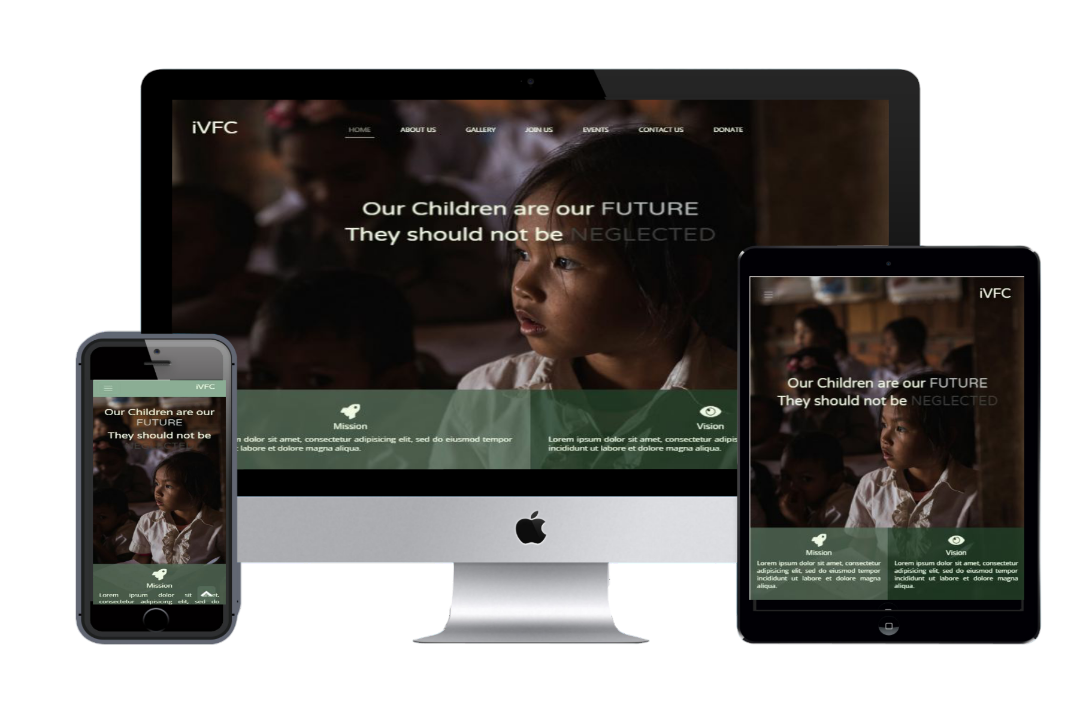 iVFC
HOME ABOUT US GALLERY JOIN US EVENTS CONTACT US DONATE
Our Children are our FUTURE
They should not be NEGLECTED
Mission
dolor sit amet, consectetur adipisicing elit, sed do eiusmod tempor
labore et dolore magna aliqua.
Vision
Lorem ipsum dolor sit amet, consectetur adipis
incididunt ut labore et dolore magna aliqua.
iVFC
Our Children are our
FUTURE
They should not be
Mission
Lorem ipsum dolor sit
consectetur adipisicing elit, sed do
iVFC
Our Children are our FUTURE
They should not be NEGLECTED
Mission
Lorem ipsum dolor sit amet, consectetur
adipisicing elit, sed do eiusmod tempor
incididunt ut labore et dolore magna
aliqua.
Vision
Lorem ipsum dolor sit amet, consectetur
adipisicing elit, sed do eiusmod tempor
incididunt ut labore et dolore magna
aliqua.